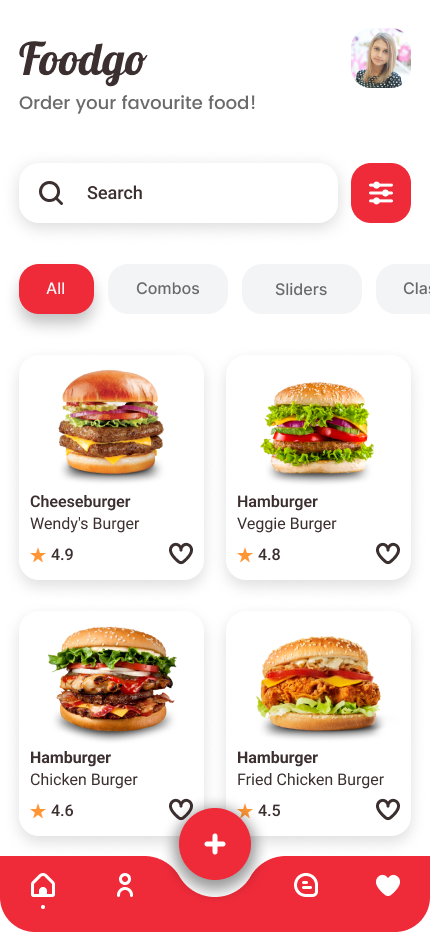 Foodgo
Order your favourite food!
Search
All
Combos
Sliders
Clas
Cheeseburger
Wendy's Burger
4.9
Hamburger
Veggie Burger
4.8
Hamburger
Chicken Burger
4.6
Hamburger
Fried Chicken Burger
4.5